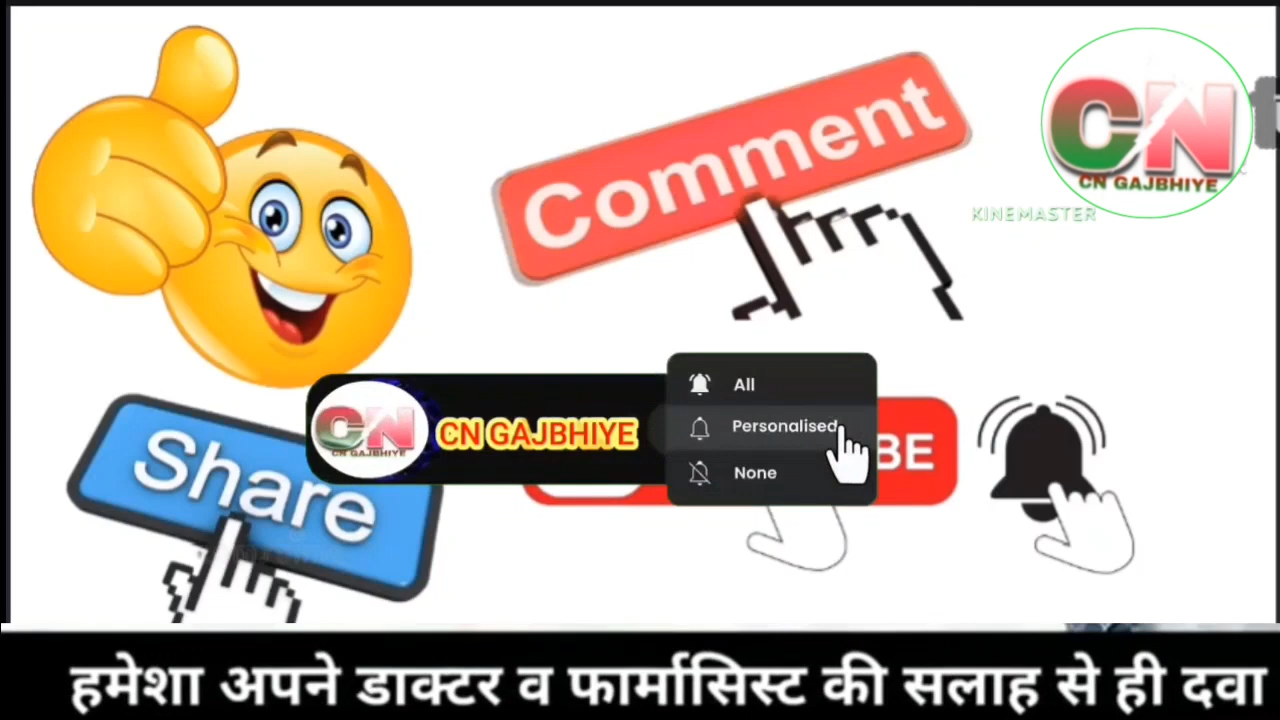 Comment
CN
CN GAJBHIYE
KINEMASTER
All
CN
CN GAJBHIYE
CN GAJBHIYE
Personalised
BE
None
Share
हमेशा अपने डाक्टर व फार्मासिस्ट की सलाह से ही दवा